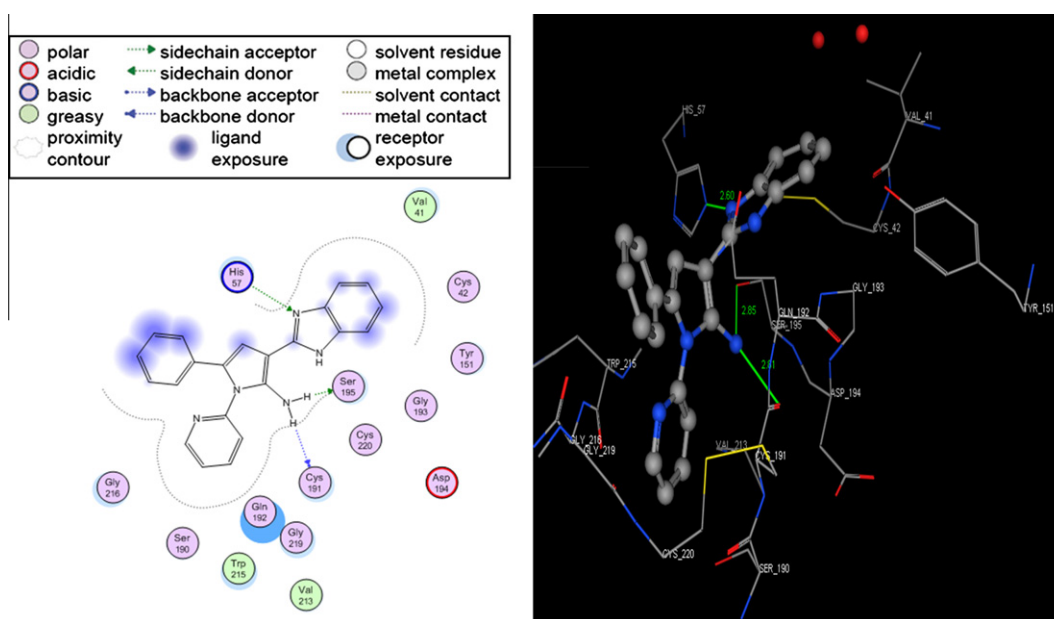 polar
sidechain acceptor
solvent residue
acidic
sidechain donor
metal complex
basic
backbone acceptor
solvent contact
greasy
backbone donor
metal contact
proximity
contour
ligand
exposure
receptor
exposure
Val
41
His
57
Cys
42
N
N
H
Tyr
151
Ser
195
Gly
193
N
H
N
H
N
Cys
220
Gly
216
Cys
191
Asp
194
Gln
192
Gly
219
Ser
190
Trp
215
Val
213
HIS_57
VAL_41
2.60
CYS_42
GLY_193
2.85
GLN_192
SER_195
TYR_151
TRP_215
2.81
ASP_194
GLY_216
GLY_219
VAL_213
CYS_191
CYS_220
SER_190